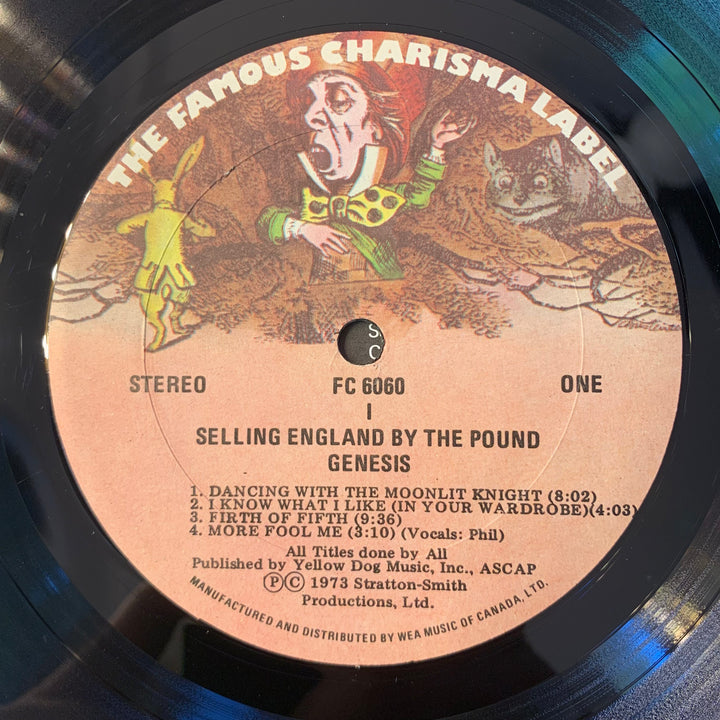 THE FAMOUS CHARISMA LABEL
STEREO FC 6060 ONE
I
SELLING ENGLAND BY THE POUND
GENESIS
1. DANCING WITH THE MOONLIT KNIGHT (8:02)
2. I KNOW WHAT I LIKE (IN YOUR WARDROBE)(4:03)
3. FIRTH OF FIFTH (9:36)
4. MORE FOOL ME (3:10) (Vocals: Phil)
All Titles done by All
Published by Yellow Dog Music, Inc., ASCAP
Ⓟ© 1973 Stratton-Smith
Productions, Ltd.
MANUFACTURED AND DISTRIBUTED BY WEA MUSIC OF CANADA, LTD.